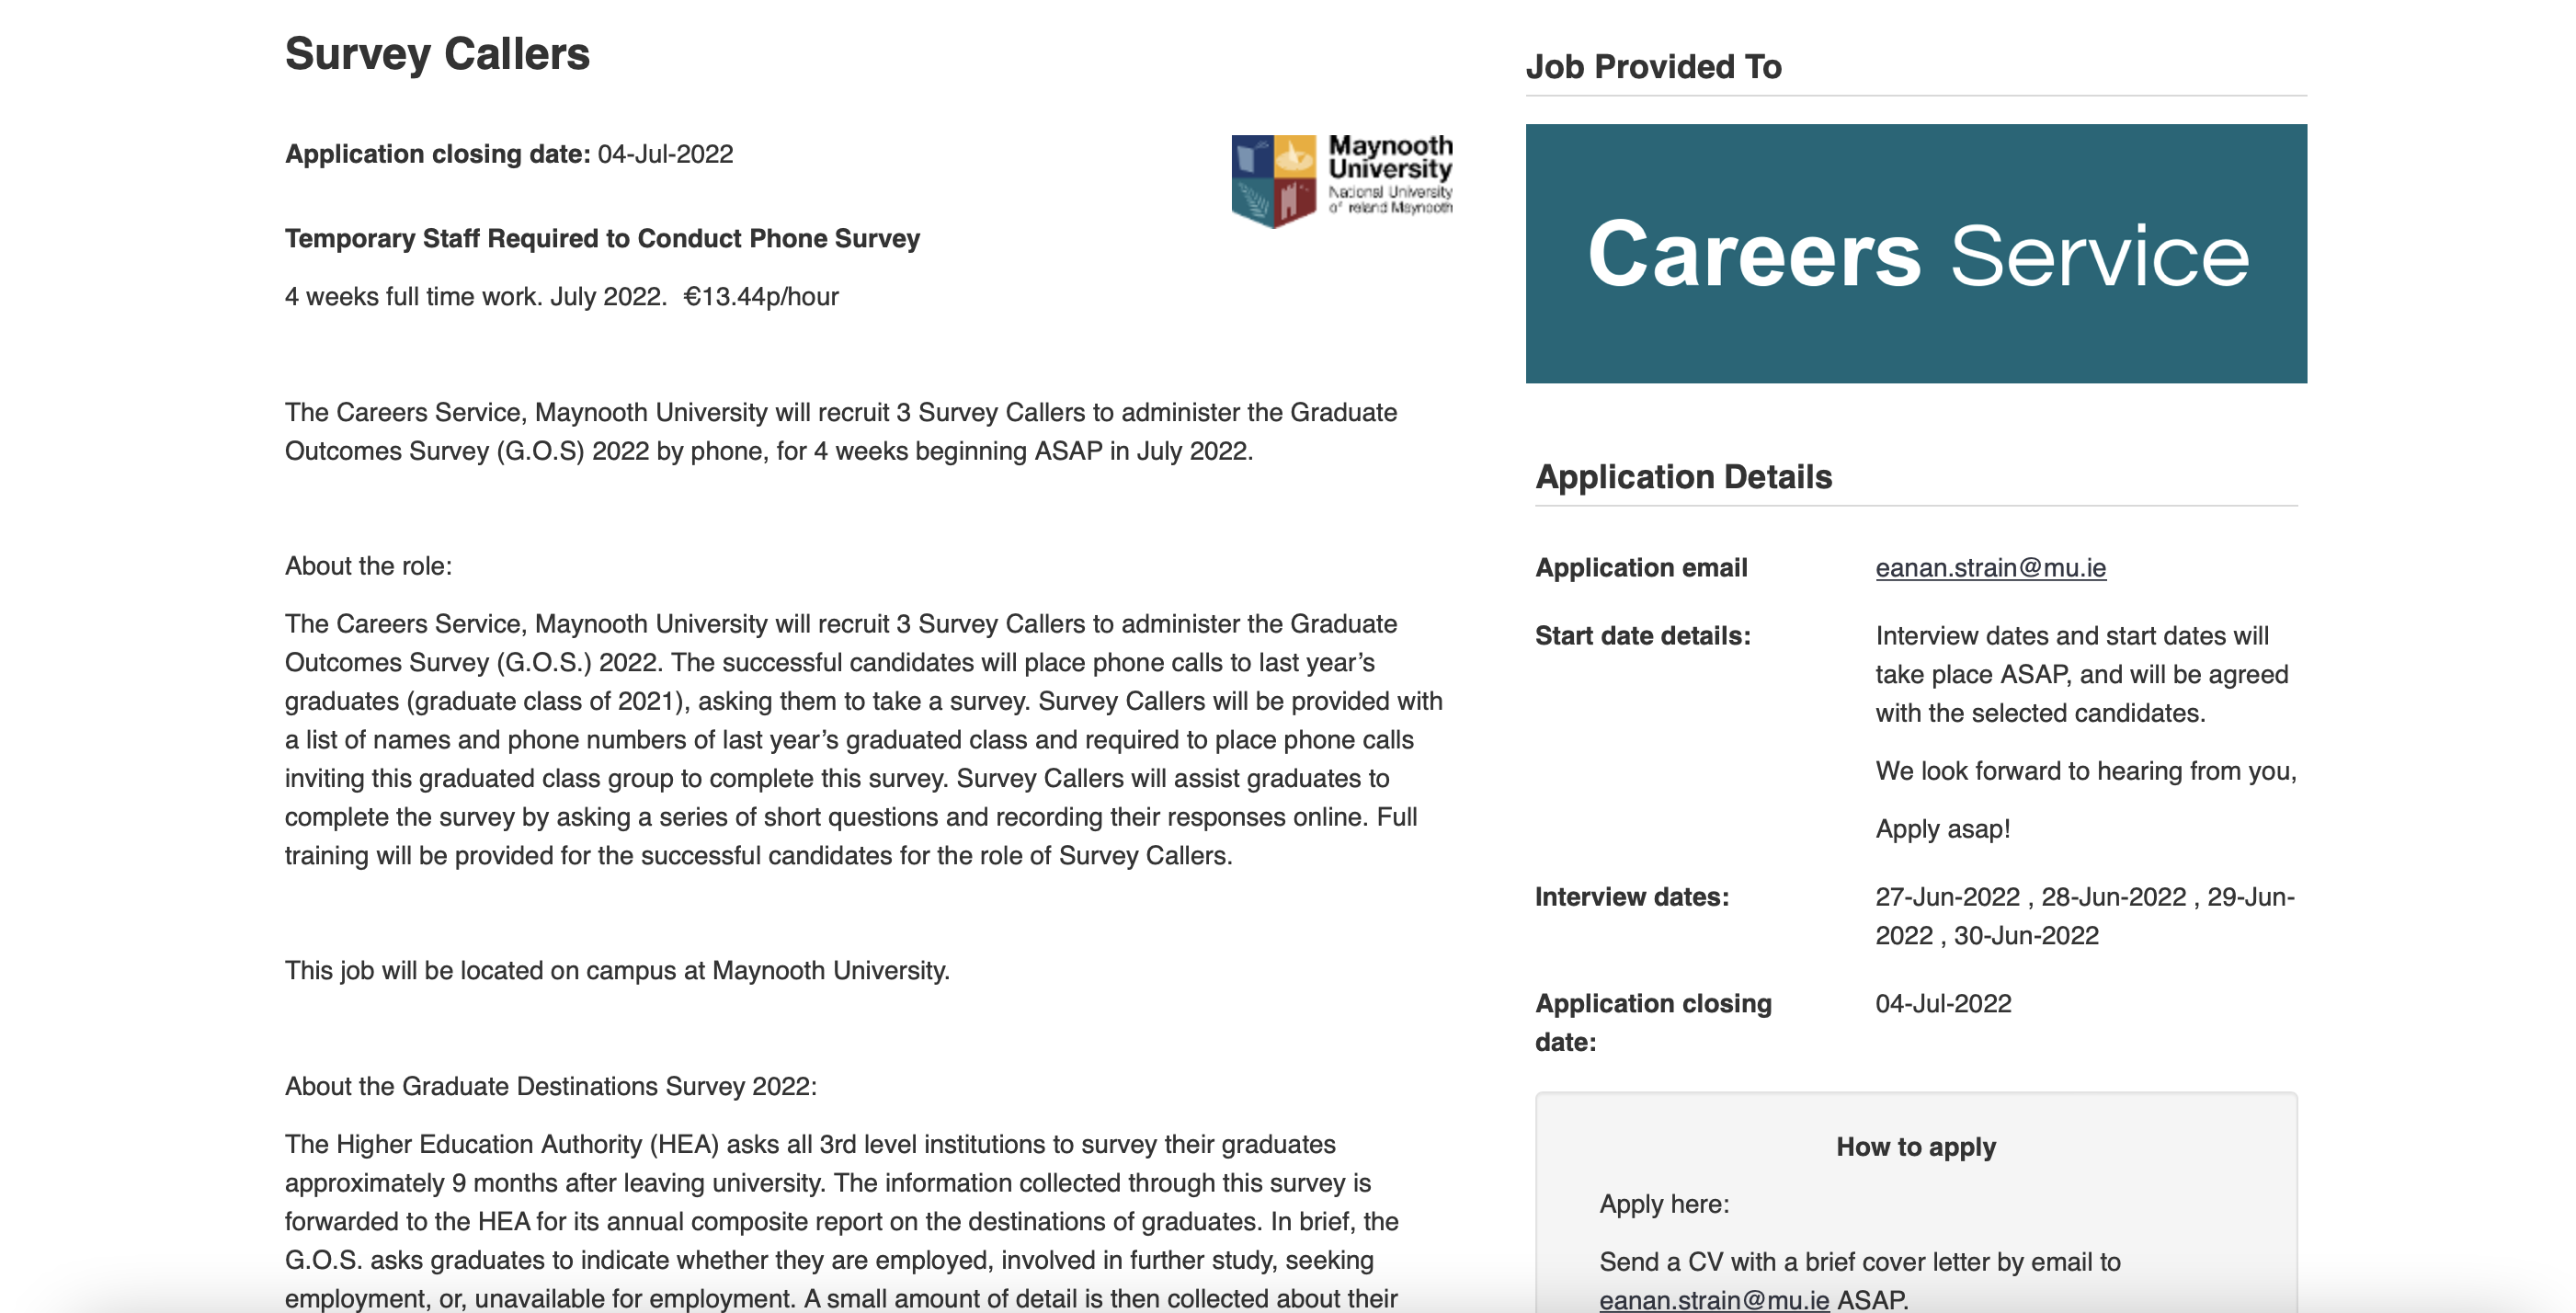 Survey Callers
Application closing date: 04-Jul-2022
Maynooth
University
National University
of Ireland Maynooth
Temporary Staff Required to Conduct Phone Survey
4 weeks full time work. July 2022.  €13.44p/hour
The Careers Service, Maynooth University will recruit 3 Survey Callers to administer the Graduate
Outcomes Survey (G.O.S) 2022 by phone, for 4 weeks beginning ASAP in July 2022.
About the role:
The Careers Service, Maynooth University will recruit 3 Survey Callers to administer the Graduate
Outcomes Survey (G.O.S.) 2022. The successful candidates will place phone calls to last year’s
graduates (graduate class of 2021), asking them to take a survey. Survey Callers will be provided with
a list of names and phone numbers of last year’s graduated class and required to place phone calls
inviting this graduated class group to complete this survey. Survey Callers will assist graduates to
complete the survey by asking a series of short questions and recording their responses online. Full
training will be provided for the successful candidates for the role of Survey Callers.
This job will be located on campus at Maynooth University.
About the Graduate Destinations Survey 2022:
The Higher Education Authority (HEA) asks all 3rd level institutions to survey their graduates
approximately 9 months after leaving university. The information collected through this survey is
forwarded to the HEA for its annual composite report on the destinations of graduates. In brief, the
G.O.S. asks graduates to indicate whether they are employed, involved in further study, seeking
employment, or, unavailable for employment. A small amount of detail is then collected about their
Job Provided To
Careers Service
Application Details
Application email eanan.strain@mu.ie
Start date details: Interview dates and start dates will
take place ASAP, and will be agreed
with the selected candidates.
We look forward to hearing from you,
Apply asap!
Interview dates: 27-Jun-2022 , 28-Jun-2022 , 29-Jun-
2022 , 30-Jun-2022
Application closing 04-Jul-2022
date:
How to apply
Apply here:
Send a CV with a brief cover letter by email to
eanan.strain@mu.ie ASAP.